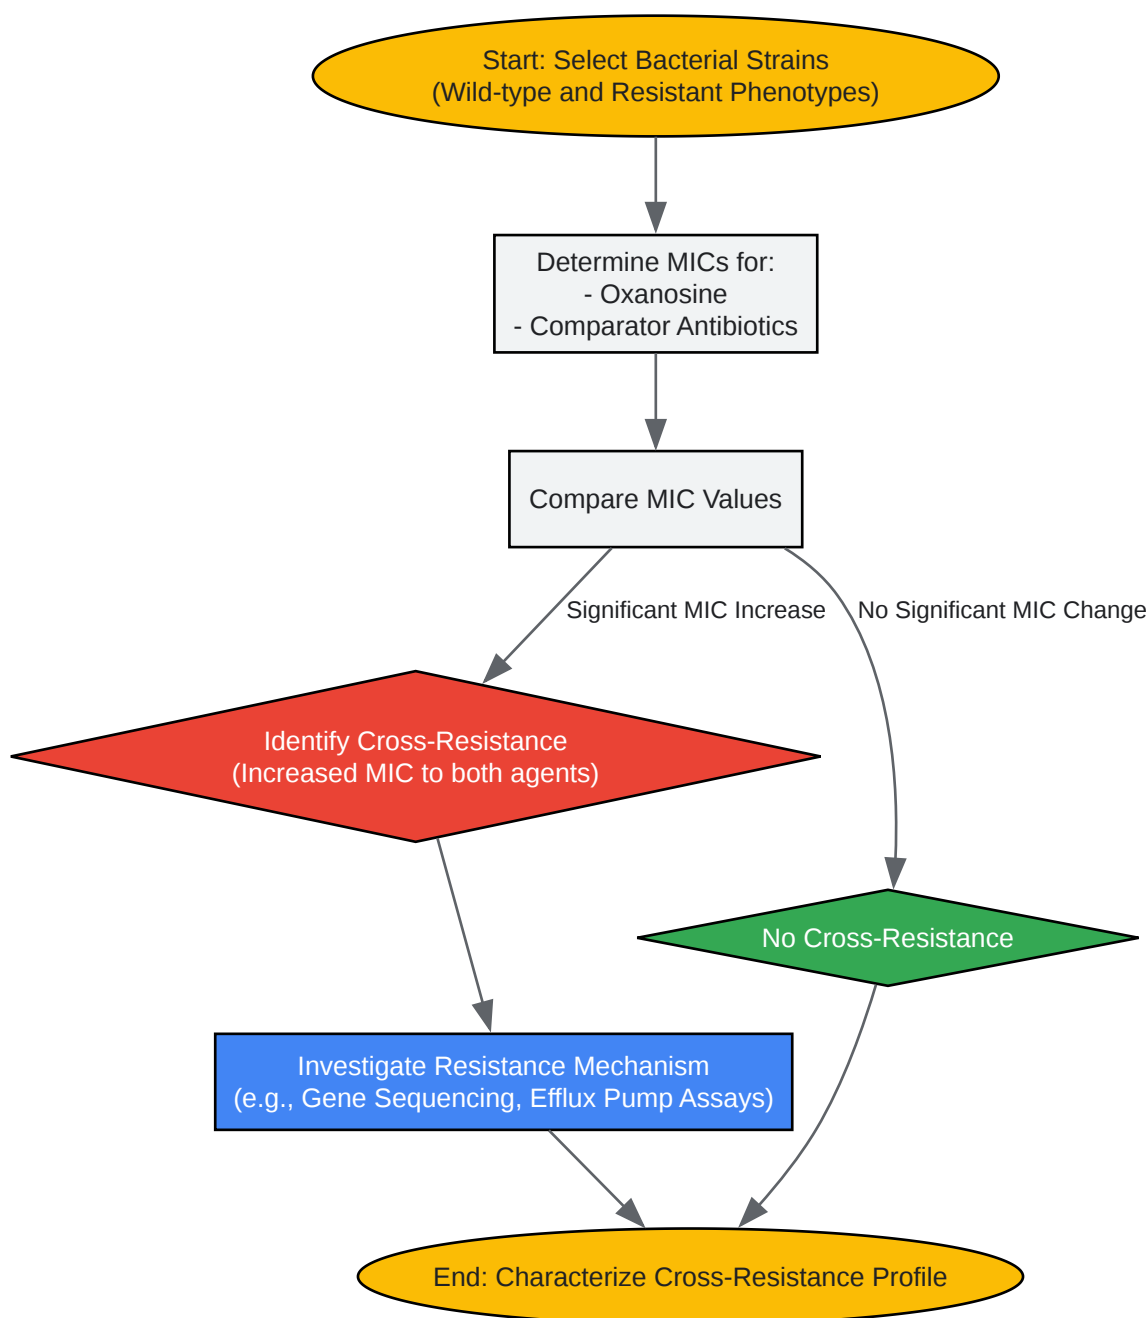 Start: Select Bacterial Strains
(Wild-type and Resistant Phenotypes)
Determine MICs for:
- Oxanosine
- Comparator Antibiotics
Compare MIC Values
Significant MIC Increase
No Significant MIC Change
Identify Cross-Resistance
(Increased MIC to both agents)
No Cross-Resistance
Investigate Resistance Mechanism
(e.g., Gene Sequencing, Efflux Pump Assays)
End: Characterize Cross-Resistance Profile